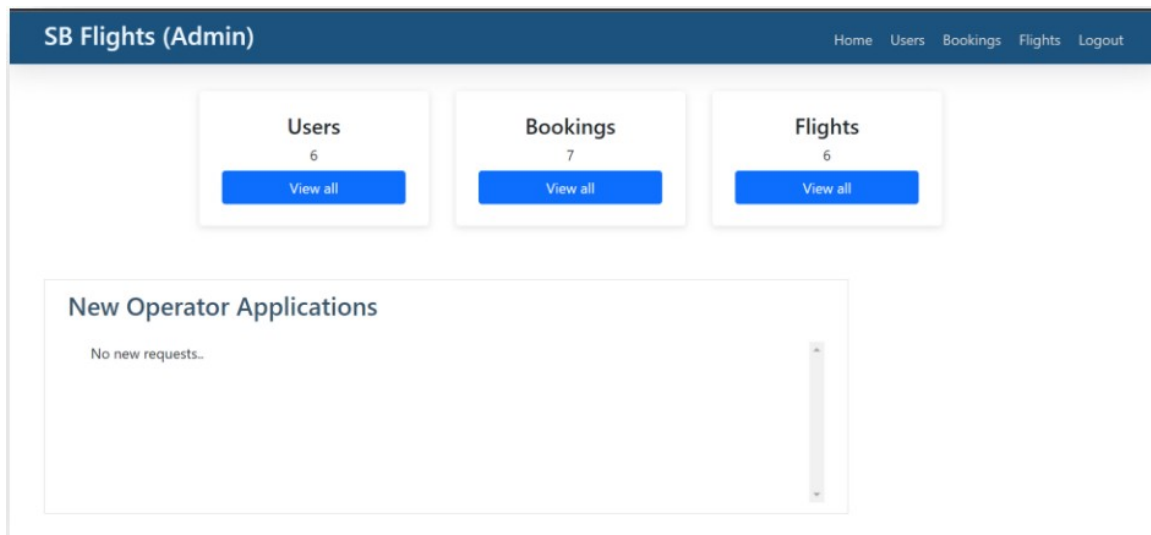 SB Flights (Admin)
Home Users Bookings Flights Logout
Users Bookings Flights
6 7 6
View all View all View all
New Operator Applications
No new requests..